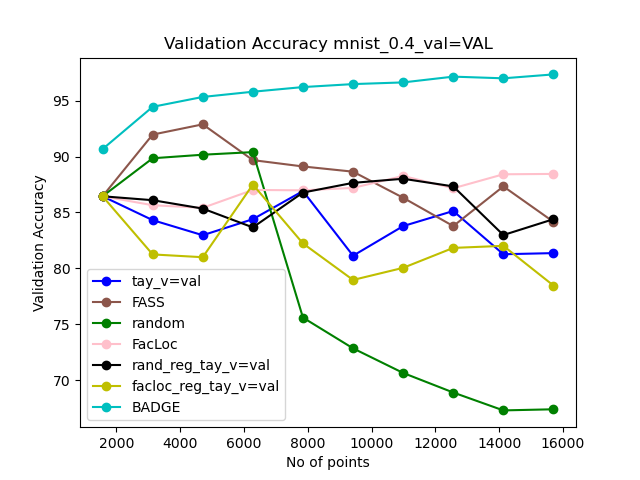 Validation Accuracy mnist_0.4_val=VAL
Validation Accuracy
95
90
85
80
75
70
tay_v=val
FASS
random
FacLoc
rand_reg_tay_v=val
facloc_reg_tay_v=val
BADGE
2000 4000 6000 8000 10000 12000 14000 16000
No of points